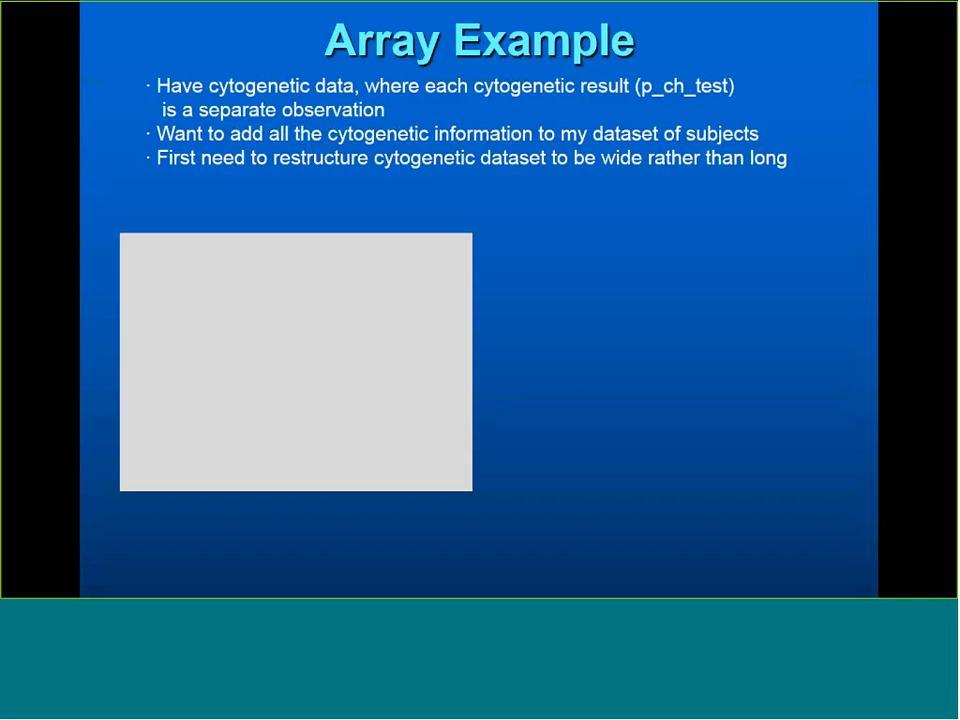 Array Example
· Have cytogenetic data, where each cytogenetic result (p_ch_test)
is a separate observation
· Want to add all the cytogenetic information to my dataset of subjects
· First need to restructure cytogenetic dataset to be wide rather than long